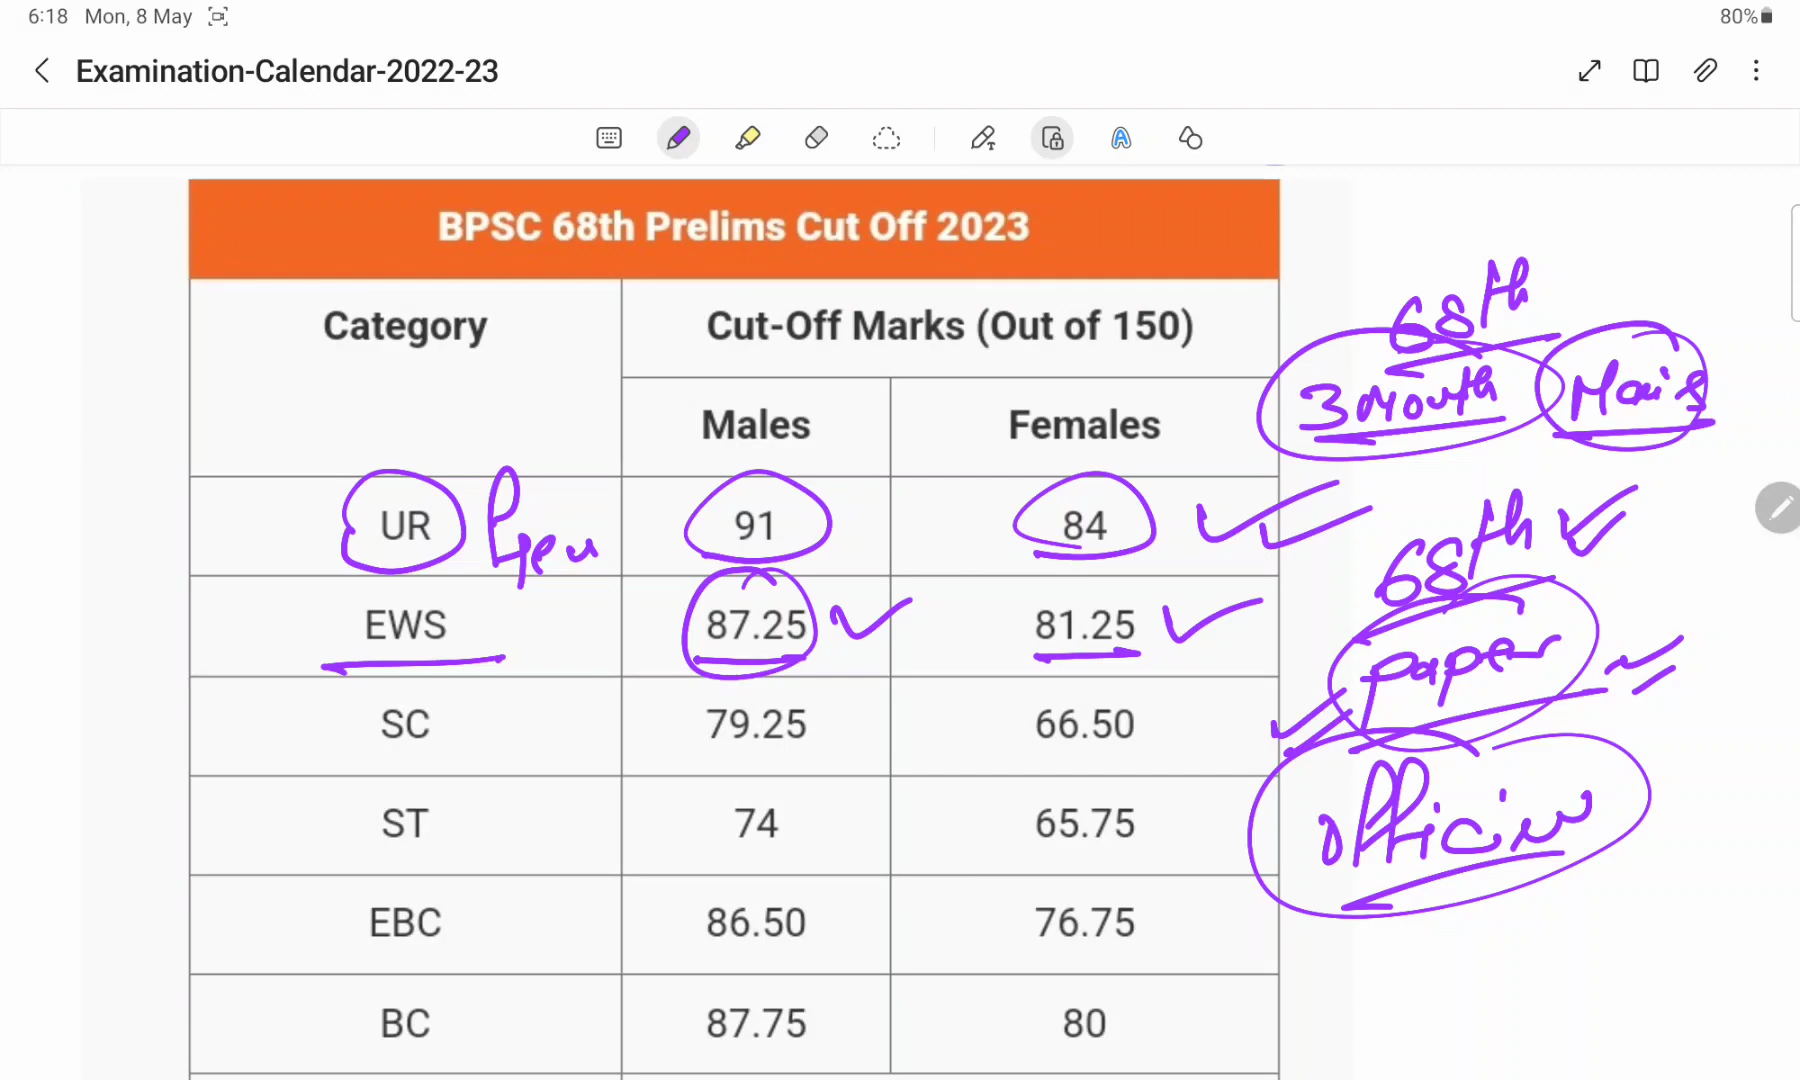 6:18 Mon, 8 May 80%
Examination-Calendar-2022-23
BPSC 68th Prelims Cut Off 2023
Category Cut-Off Marks (Out of 150)
Males Females
UR 91 84
EWS 87.25 81.25
SC 79.25 66.50
ST 74 65.75
EBC 86.50 76.75
BC 87.75 80
68th
3 Month
68th
paper